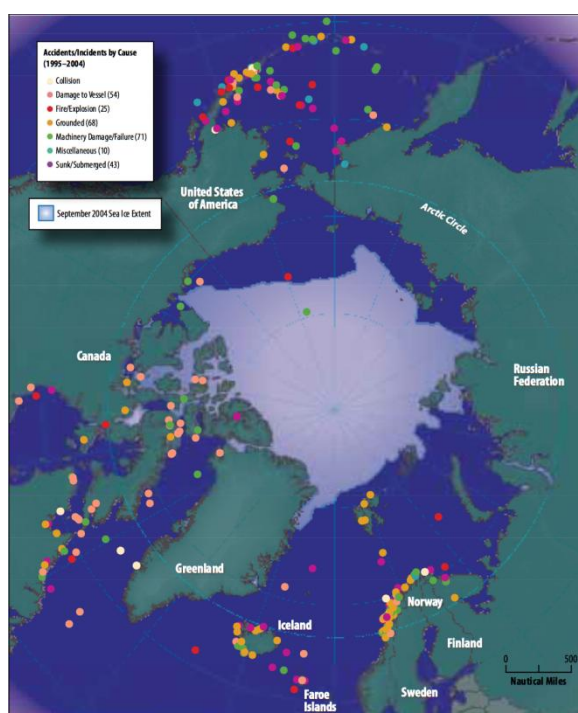 Accidents/Incidents by Cause
(1995–2004)
Collision
Damage to Vessel (54)
Fire/Explosion (25)
Grounded (68)
Machinery Damage/Failure (71)
Miscellaneous (10)
Sunk/Submerged (43)
September 2004 Sea Ice Extent
United States
of America
Arctic Circle
Canada
Russian
Federation
Greenland
Iceland
Norway
Finland
Faroe
Islands
Sweden
0 500
Nautical Miles